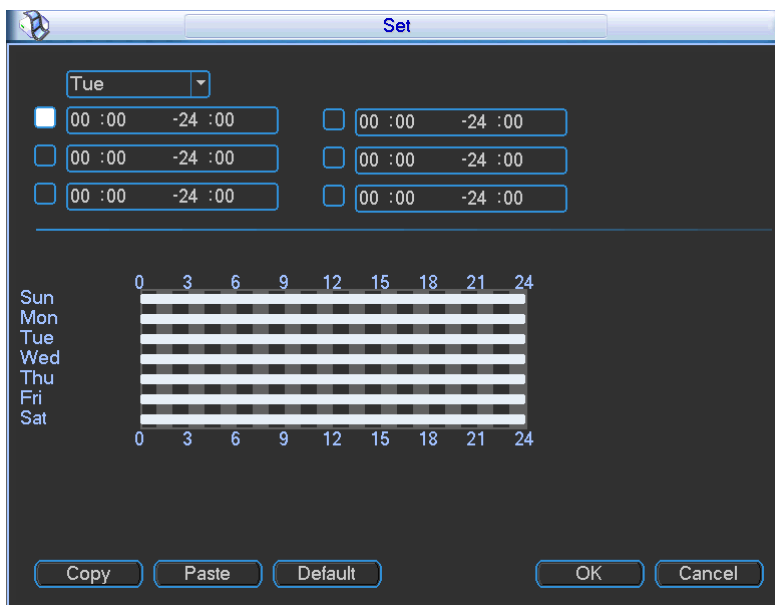 Set
Tue
00 :00 -24 :00 00 :00 -24 :00
00 :00 -24 :00 00 :00 -24 :00
00 :00 -24 :00 00 :00 -24 :00
0 3 6 9 12 15 18 21 24
Sun
Mon
Tue
Wed
Thu
Fri
Sat
0 3 6 9 12 15 18 21 24
Copy Paste Default OK Cancel